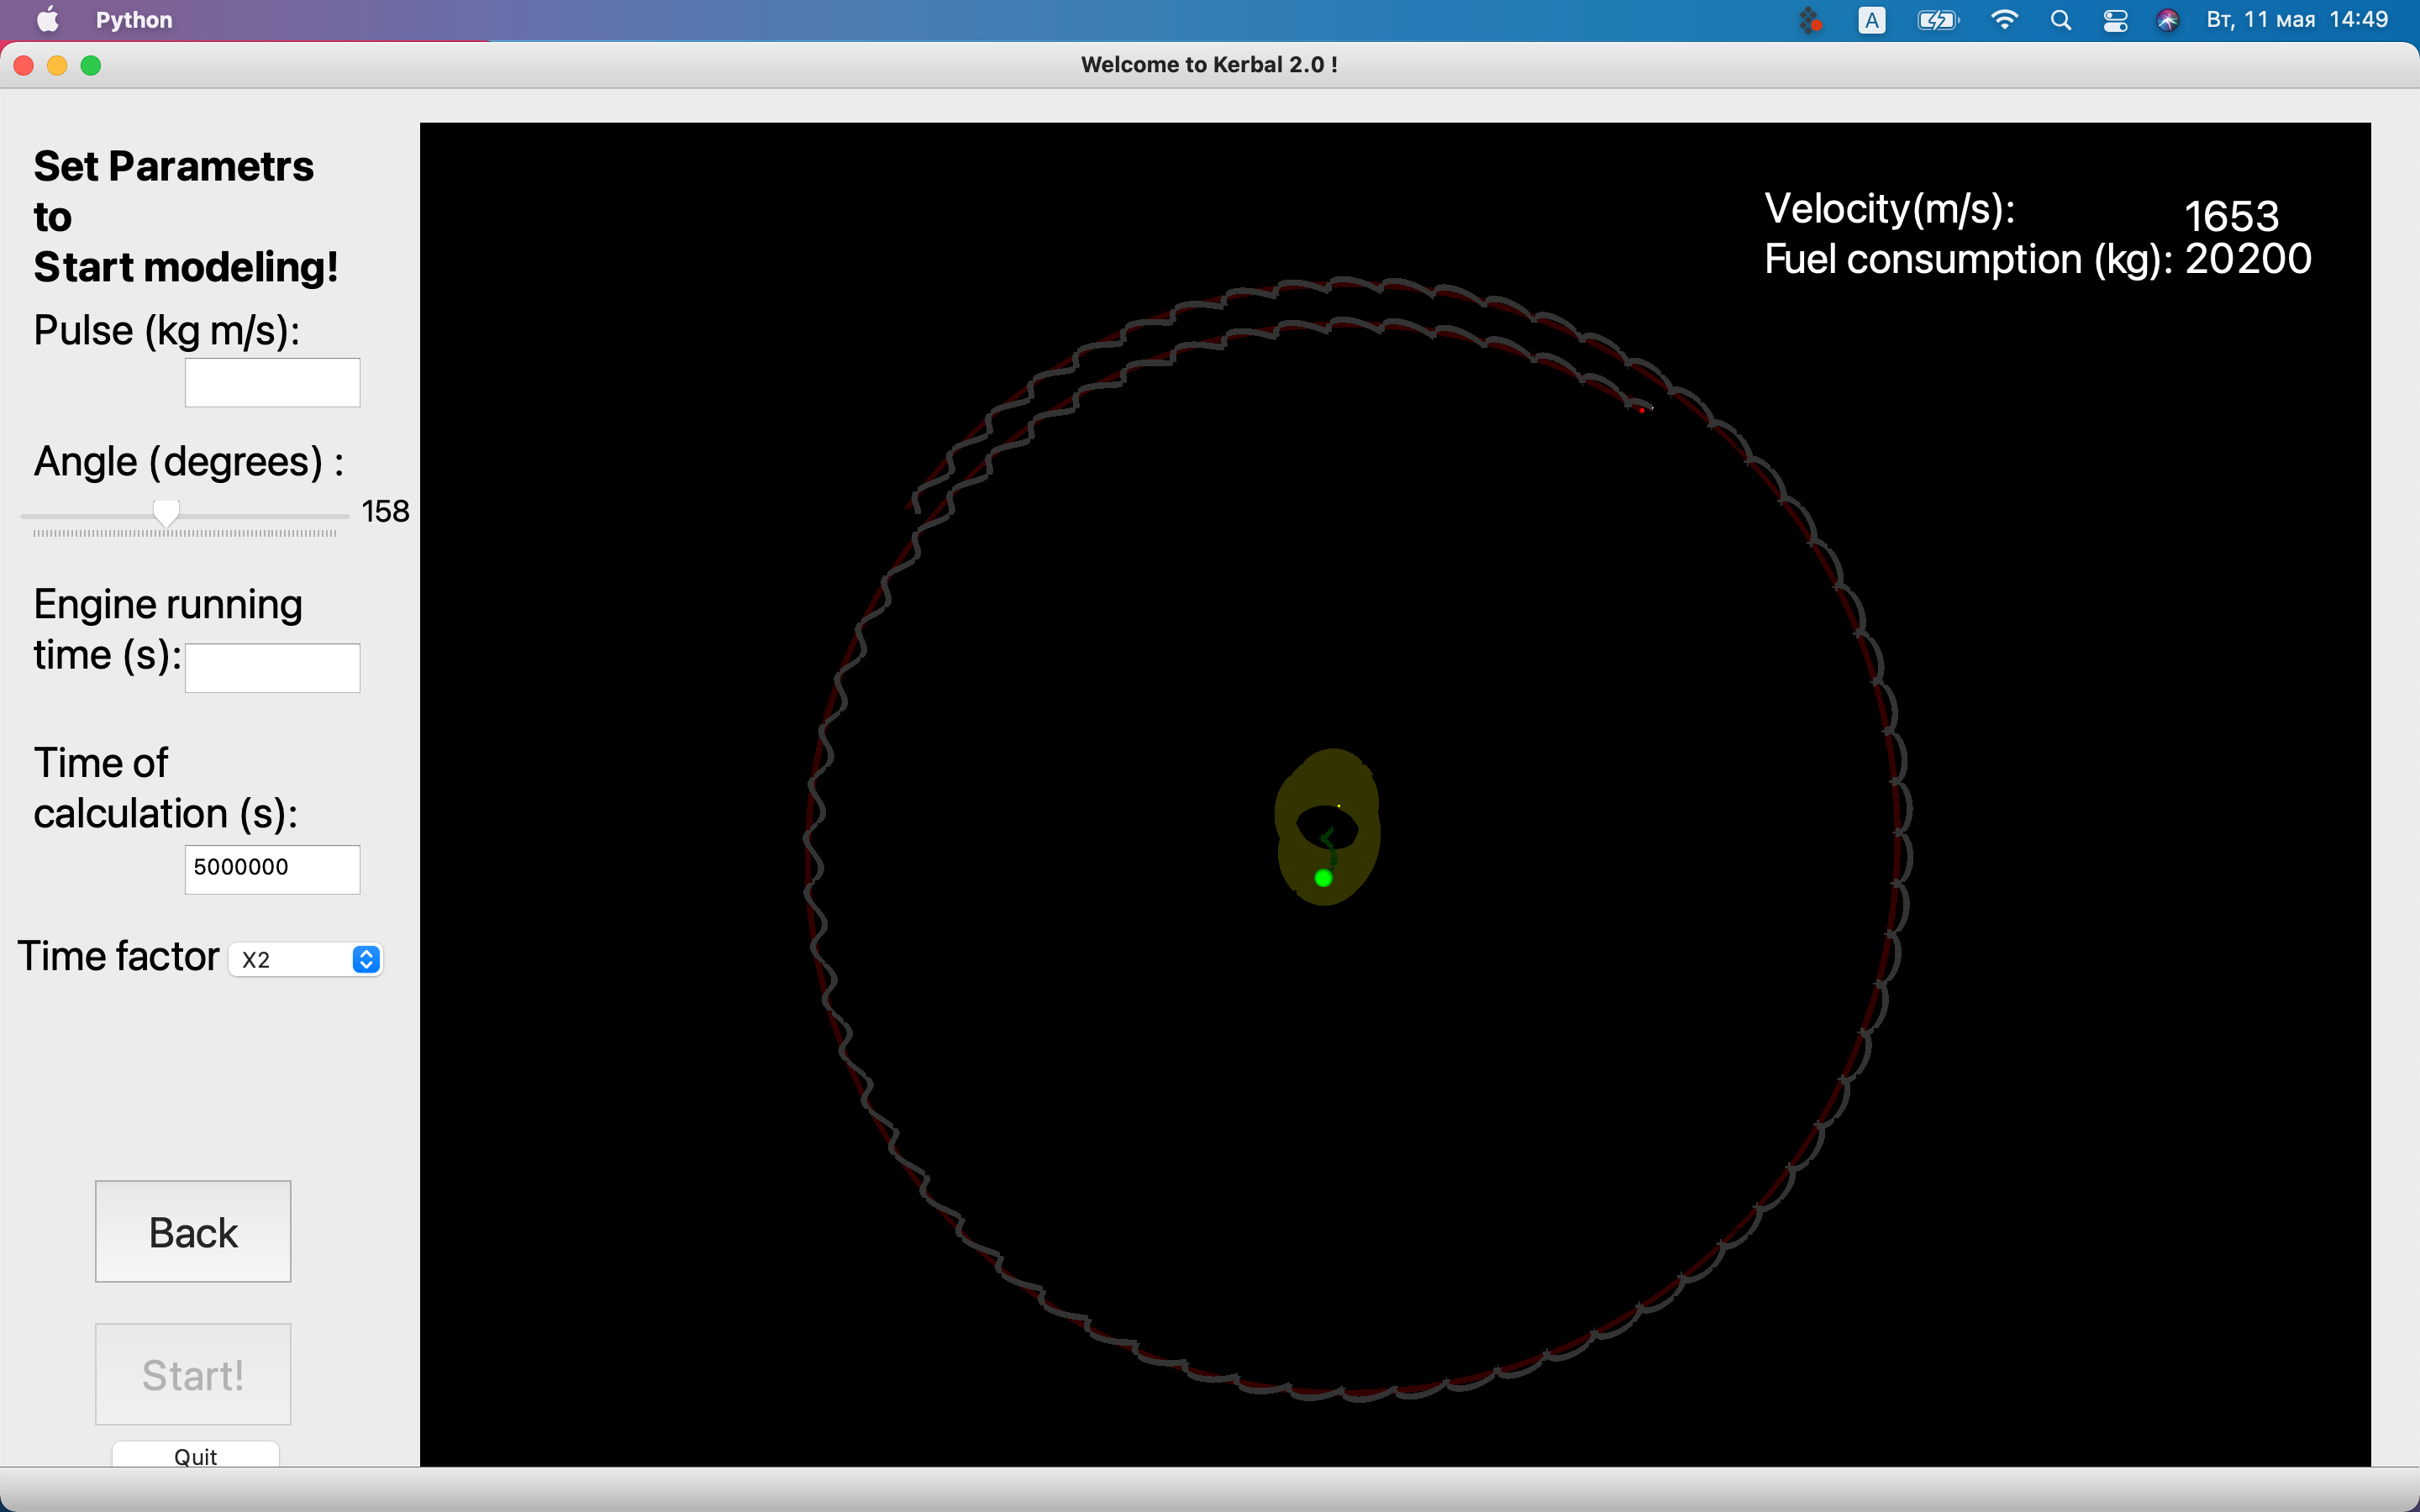 Python
A
Вт, 11 мая 14:49
Welcome to Kerbal 2.0 !
Set Parametrs
to
Start modeling!
Pulse (kg m/s):
Angle (degrees) :
158
Engine running
time (s):
Time of
calculation (s):
5000000
Time factor X2
Back
Start!
Quit
Velocity(m/s): 1653
Fuel consumption (kg): 20200